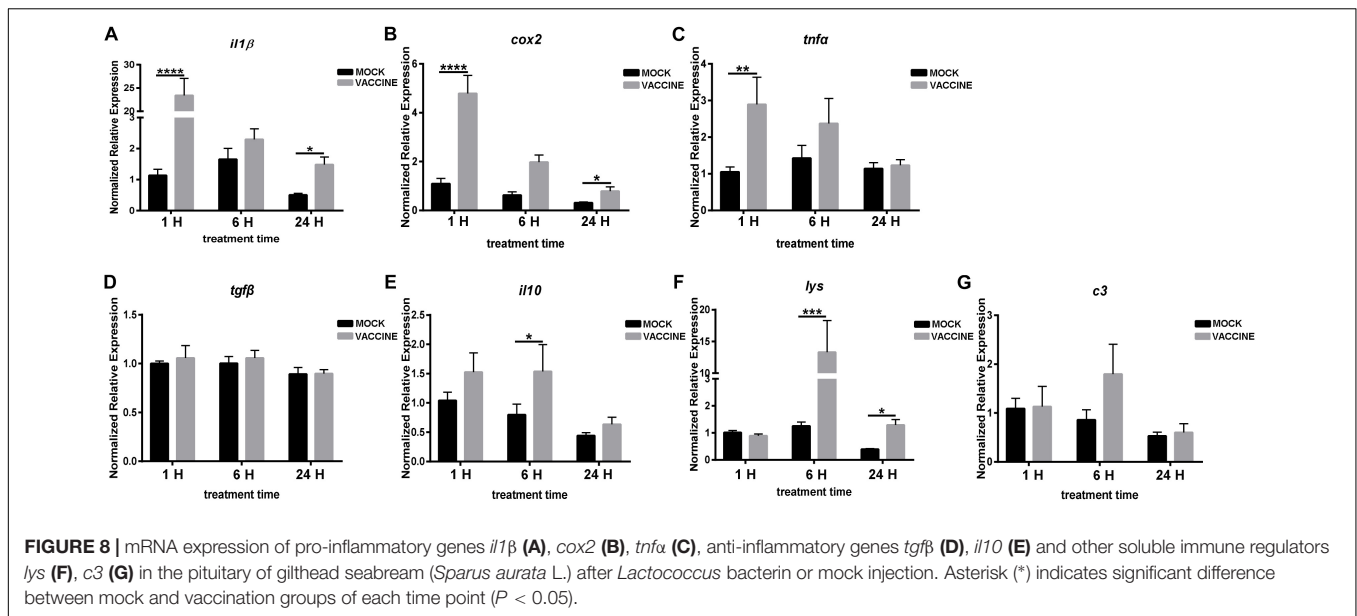 A
il1β
Normalized Relative Expression
30
25
20
3
2
1
0
****
*
MOCK
VACCINE
1 H 6 H 24 H
treatment time
B
cox2
Normalized Relative Expression
6
4
2
0
****
*
MOCK
VACCINE
1 H 6 H 24 H
treatment time
C
tnfα
Normalized Relative Expression
4
3
2
1
0
**
MOCK
VACCINE
1 H 6 H 24 H
treatment time
D
tgfβ
Normalized Relative Expression
1.5
1.0
0.5
0.0
MOCK
VACCINE
1 H 6 H 24 H
treatment time
E
il10
Normalized Relative Expression
2.0
1.5
1.0
0.5
0.0
*
MOCK
VACCINE
1 H 6 H 24 H
treatment time
F
lys
Normalized Relative Expression
20
15
10
3
2
1
0
***
*
MOCK
VACCINE
1 H 6 H 24 H
treatment time
G
c3
Normalized Relative Expression
3
2
1
0
MOCK
VACCINE
1 H 6 H 24 H
treatment time
FIGURE 8 | mRNA expression of pro-inflammatory genes il1β (A), cox2 (B), tnfα (C), anti-inflammatory genes tgfβ (D), il10 (E) and other soluble immune regulators
lys (F), c3 (G) in the pituitary of gilthead seabream (Sparus aurata L.) after Lactococcus bacterin or mock injection. Asterisk (*) indicates significant difference
between mock and vaccination groups of each time point (P < 0.05).